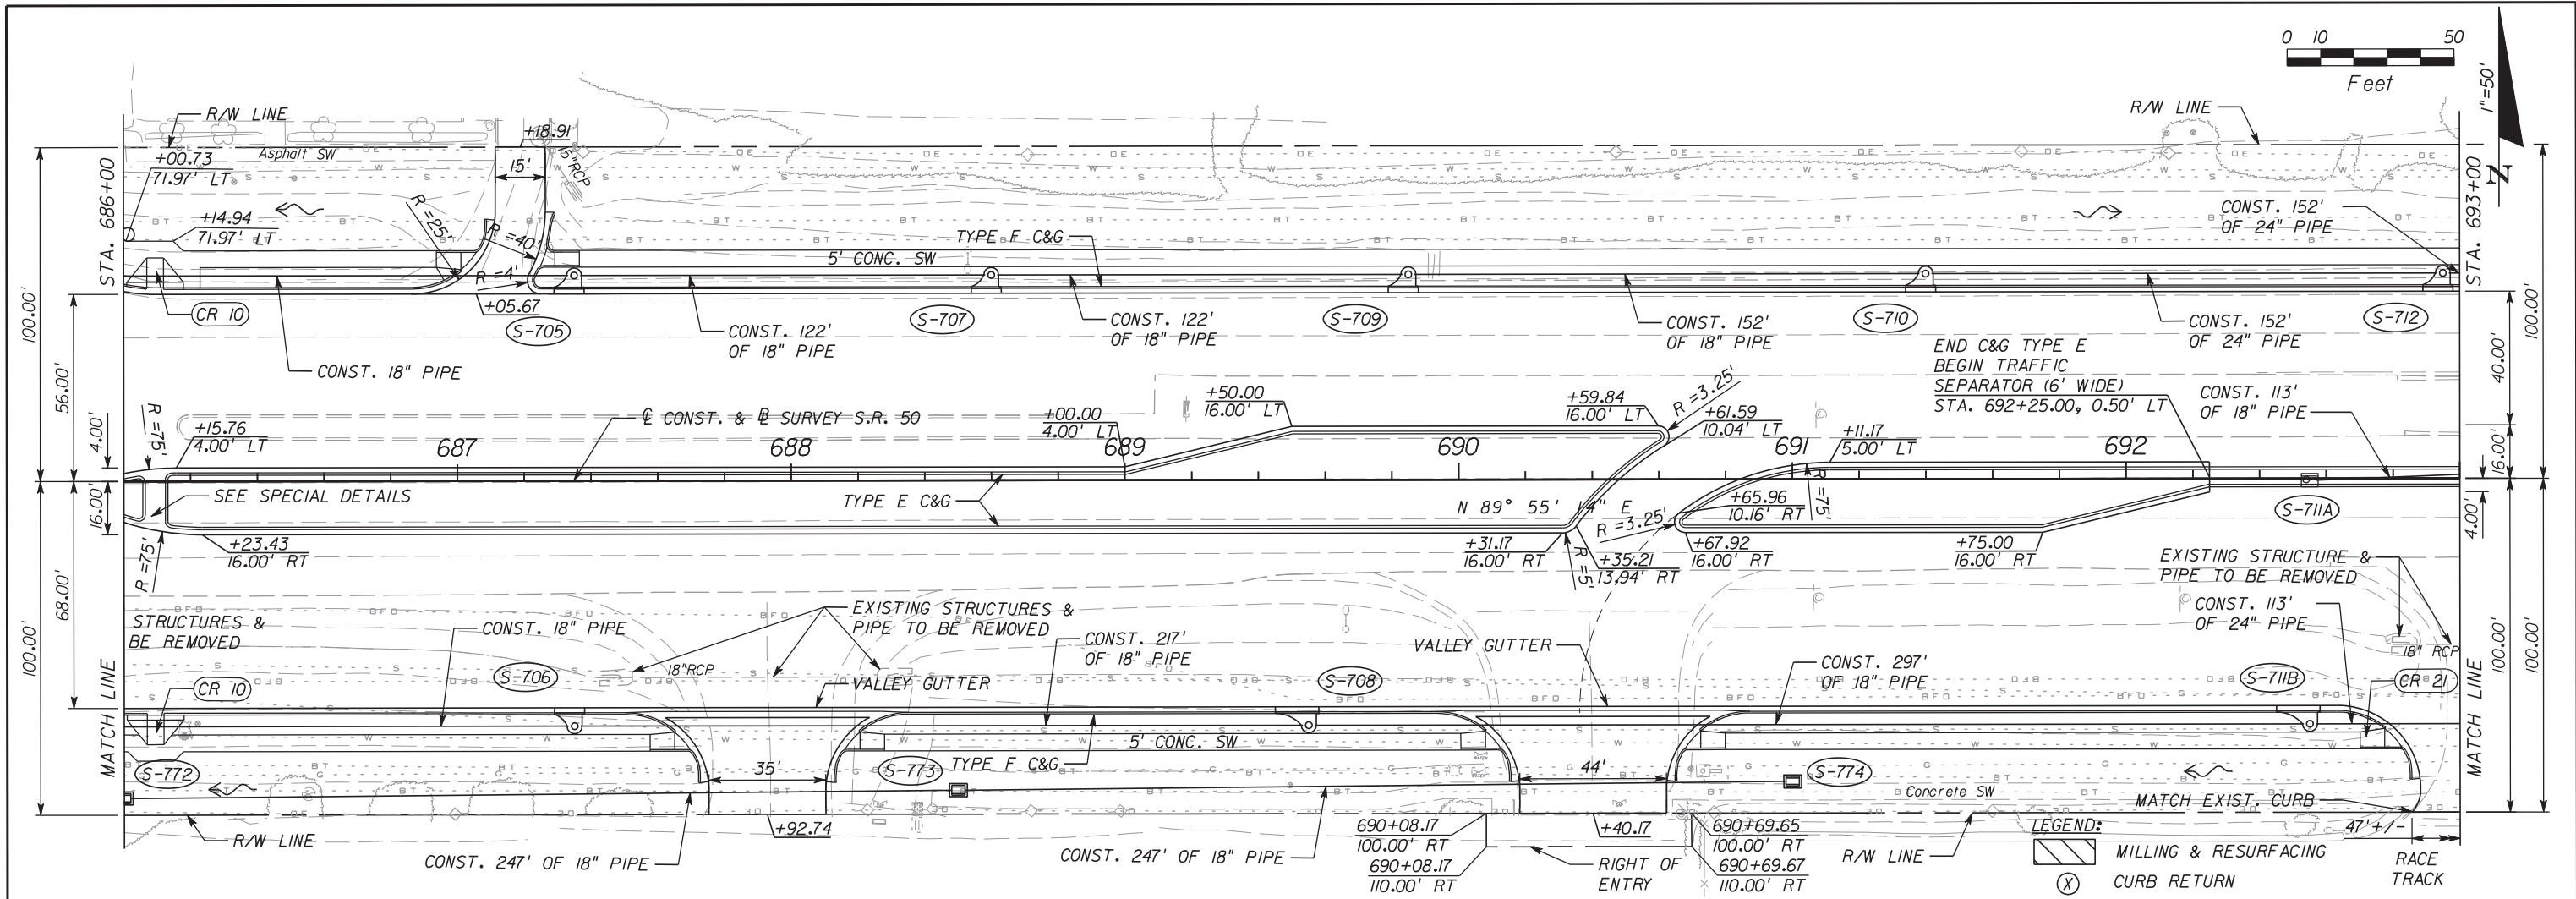 0 10 50
Feet
1"=50'
N
R/W LINE
Asphalt SW
+00.73
71.97' LT
+14.94
71.97' LT
STA. 686+00
+18.91
15'
15"RCP
R =25'
R =40'
R =4'
+05.67
R/W LINE
STA. 693+00
CONST. 152'
OF 24" PIPE
TYPE F C&G
5' CONC. SW
CR 10
CONST. 18" PIPE
S-705
CONST. 122'
OF 18" PIPE
S-707
CONST. 122'
OF 18" PIPE
S-709
CONST. 152'
OF 18" PIPE
S-710
CONST. 152'
OF 24" PIPE
S-712
100.00'
56.00'
4.00'
16.00'
68.00'
100.00'
100.00'
40.00'
16.00'
4.00'
100.00'
100.00'
END C&G TYPE E
BEGIN TRAFFIC
SEPARATOR (6' WIDE)
STA. 692+25.00, 0.50' LT
CONST. 113'
OF 18" PIPE
R =75'
+15.76
4.00' LT
℄ CONST. & B SURVEY S.R. 50
+00.00
4.00' LT
+50.00
16.00' LT
+59.84
16.00' LT
R =3.25'
+61.59
10.04' LT
+11.17
5.00' LT
687 688 689 690 691 692
SEE SPECIAL DETAILS
TYPE E C&G
N 89° 55' 14" E
+65.96
10.16' RT
R =75'
R =3.25'
S-711A
R =75'
+23.43
16.00' RT
+31.17
16.00' RT
R =5'
+35.21
13.94' RT
+67.92
16.00' RT
+75.00
16.00' RT
EXISTING STRUCTURE &
PIPE TO BE REMOVED
CONST. 113'
OF 24" PIPE
18" RCP
STRUCTURES &
BE REMOVED
CONST. 18" PIPE
EXISTING STRUCTURES &
PIPE TO BE REMOVED
CONST. 217'
OF 18" PIPE
VALLEY GUTTER
CONST. 297'
OF 18" PIPE
S-706
18"RCP
VALLEY GUTTER
S-708
S-711B
CR 21
CR 10
MATCH LINE
MATCH LINE
S-772
35'
S-773
TYPE F C&G
5' CONC. SW
44'
S-774
Concrete SW
MATCH EXIST. CURB
R/W LINE
CONST. 247' OF 18" PIPE
+92.74
CONST. 247' OF 18" PIPE
690+08.17
100.00' RT
690+08.17
110.00' RT
+40.17
RIGHT OF
ENTRY
690+69.65
100.00' RT
690+69.67
110.00' RT
R/W LINE
LEGEND:
MILLING & RESURFACING
X CURB RETURN
47' +/-
RACE
TRACK